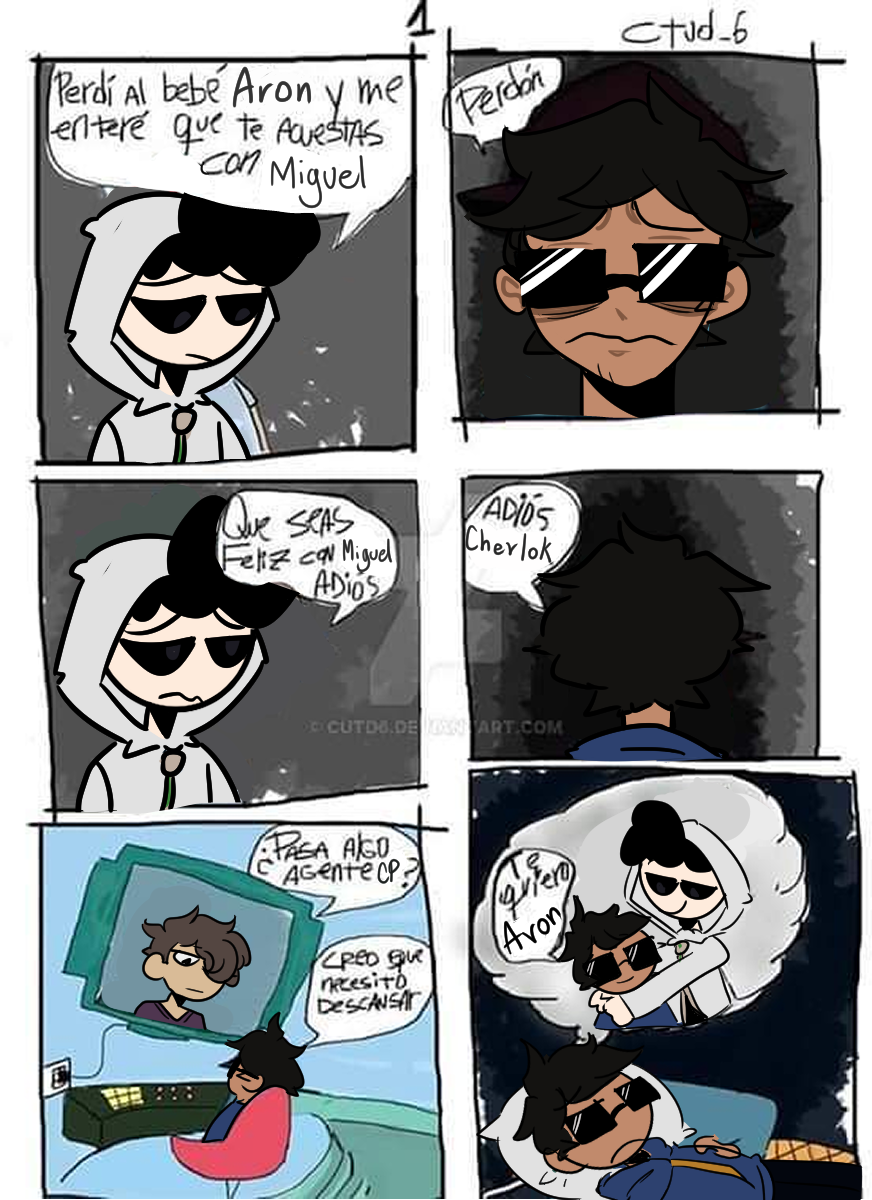 1
ctud_6
Perdí Al bebé Aron y me
enteré que te Acuestas
con Miguel
Perdón
Que seas
Feliz con Miguel
ADIÓS
ADIÓS
Cherlok
© CUTD6.DEVIANTART.COM
¿PASA Algo
AGENTE CP?
CREO QUE
NECESITO
DESCANSAR
Te
quiero
Aron